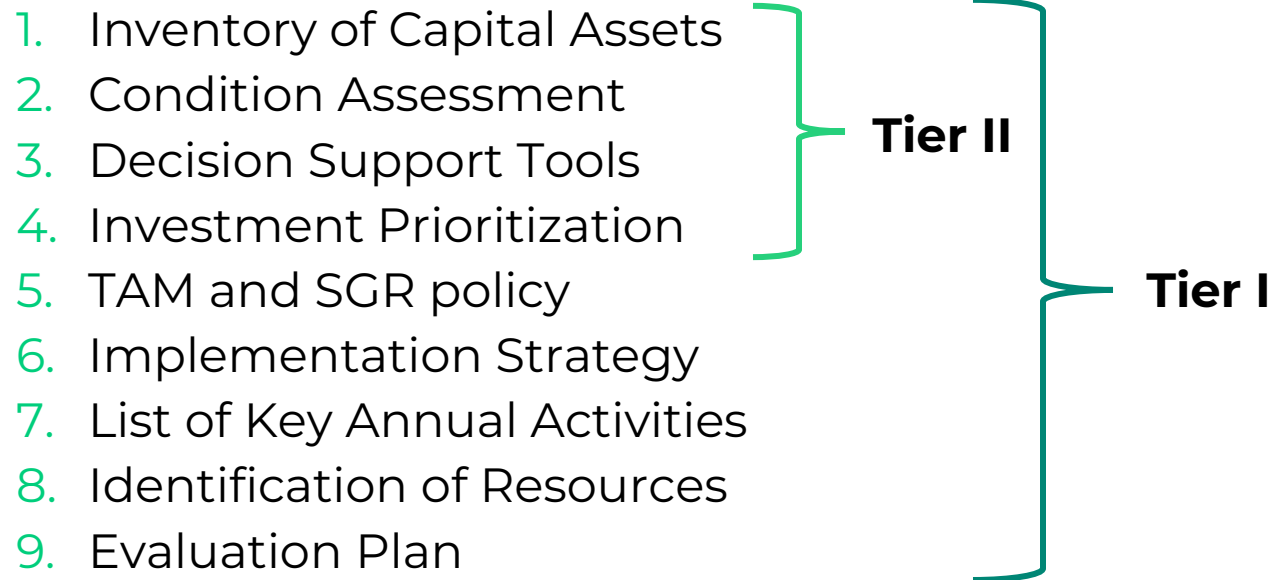 1. Inventory of Capital Assets
2. Condition Assessment
3. Decision Support Tools
4. Investment Prioritization
5. TAM and SGR policy
6. Implementation Strategy
7. List of Key Annual Activities
8. Identification of Resources
9. Evaluation Plan
Tier II
Tier I